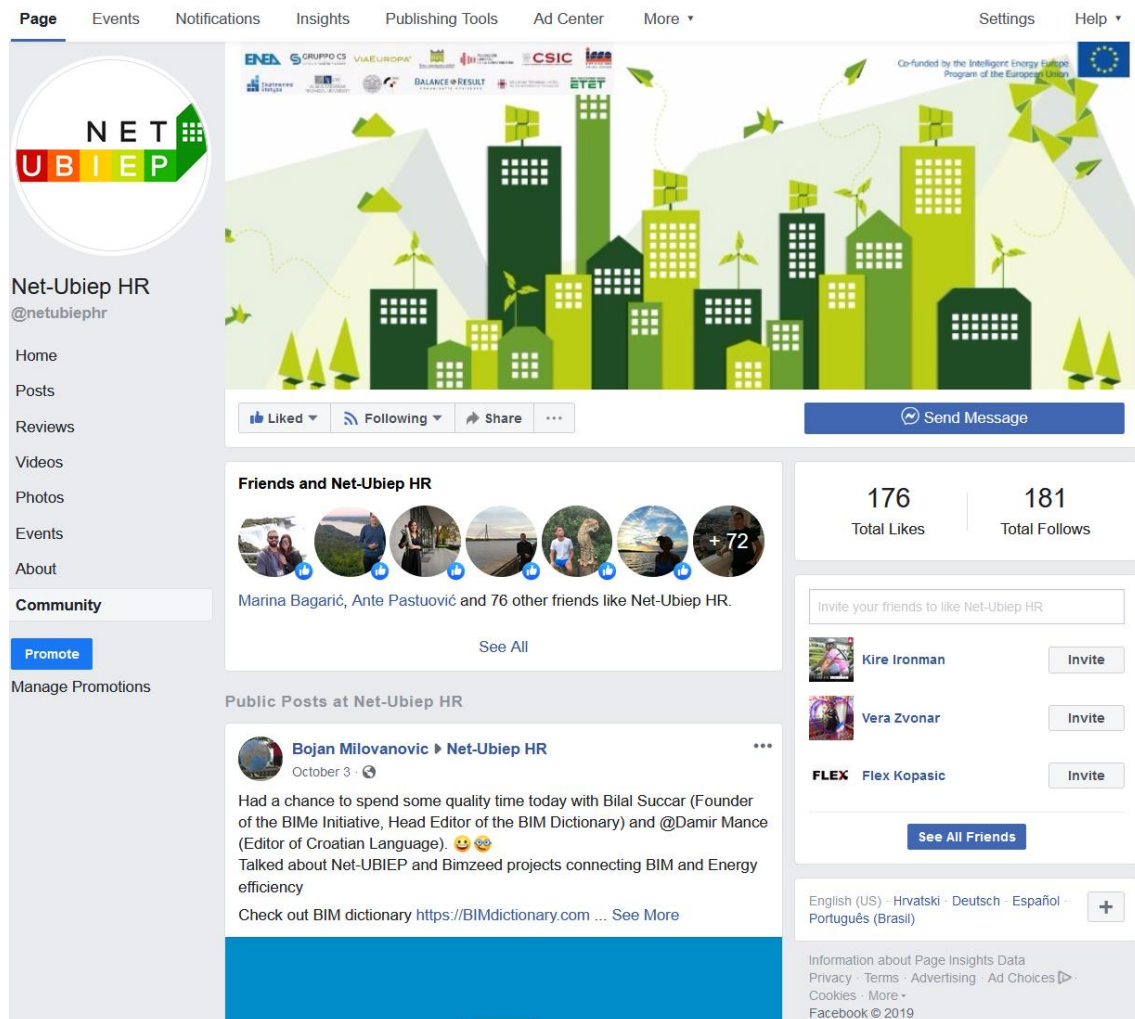 Page Events Notifications Insights Publishing Tools Ad Center More Settings Help
ENEA GRUPPO CS VIAEUROPA CSIC
Co-funded by the Intelligent Energy Europe
Program of the European Union
BALANCE & RESULT
NET
UBIEP
Net-Ubiep HR
@netubiephr
Home
Posts
Reviews
Videos
Photos
Events
About
Community
Promote
Manage Promotions
Liked Following Share ...
Send Message
Friends and Net-Ubiep HR
+ 72
Marina Bagarić, Ante Pastuović and 76 other friends like Net-Ubiep HR.
See All
Public Posts at Net-Ubiep HR
Bojan Milovanovic Net-Ubiep HR
October 3 ·
Had a chance to spend some quality time today with Bilal Succar (Founder
of the BIMe Initiative, Head Editor of the BIM Dictionary) and @Damir Mance
(Editor of Croatian Language). 😀 🤓
Talked about Net-UBIEP and Bimzeed projects connecting BIM and Energy
efficiency
Check out BIM dictionary https://BIMdictionary.com ... See More
176 181
Total Likes Total Follows
Invite your friends to like Net-Ubiep HR
Kire Ironman Invite
Vera Zvonar Invite
FLEX Flex Kopasic Invite
See All Friends
English (US) · Hrvatski · Deutsch · Español ·
Português (Brasil)
+
Information about Page Insights Data
Privacy · Terms · Advertising · Ad Choices ·
Cookies · More
Facebook © 2019